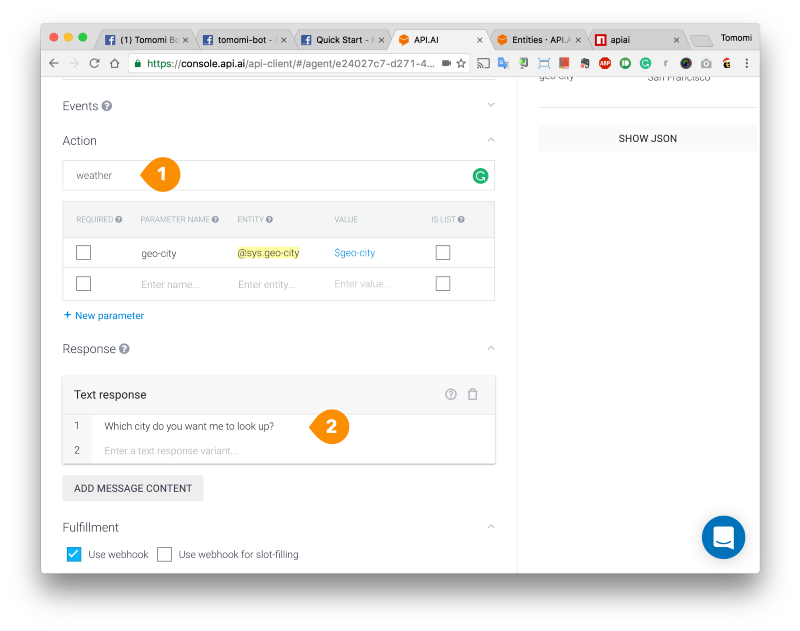 (1) Tomomi Bo
tomomi-bot -
Quick Start - M
API.AI
Entities · API.A
apiai
Tomomi
https://console.api.ai/api-client/#/agent/e24027c7-d271-4...
ABP
r
geo-city San Francisco
Events ?
Action
SHOW JSON
weather
1
REQUIRED ? PARAMETER NAME ? ENTITY ? VALUE IS LIST ?
geo-city @sys.geo-city $geo-city
Enter name... Enter entity... Enter value...
+ New parameter
Response ?
Text response ?
1 Which city do you want me to look up?
2
2 Enter a text response variant...
ADD MESSAGE CONTENT
Fulfillment
Use webhook Use webhook for slot-filling